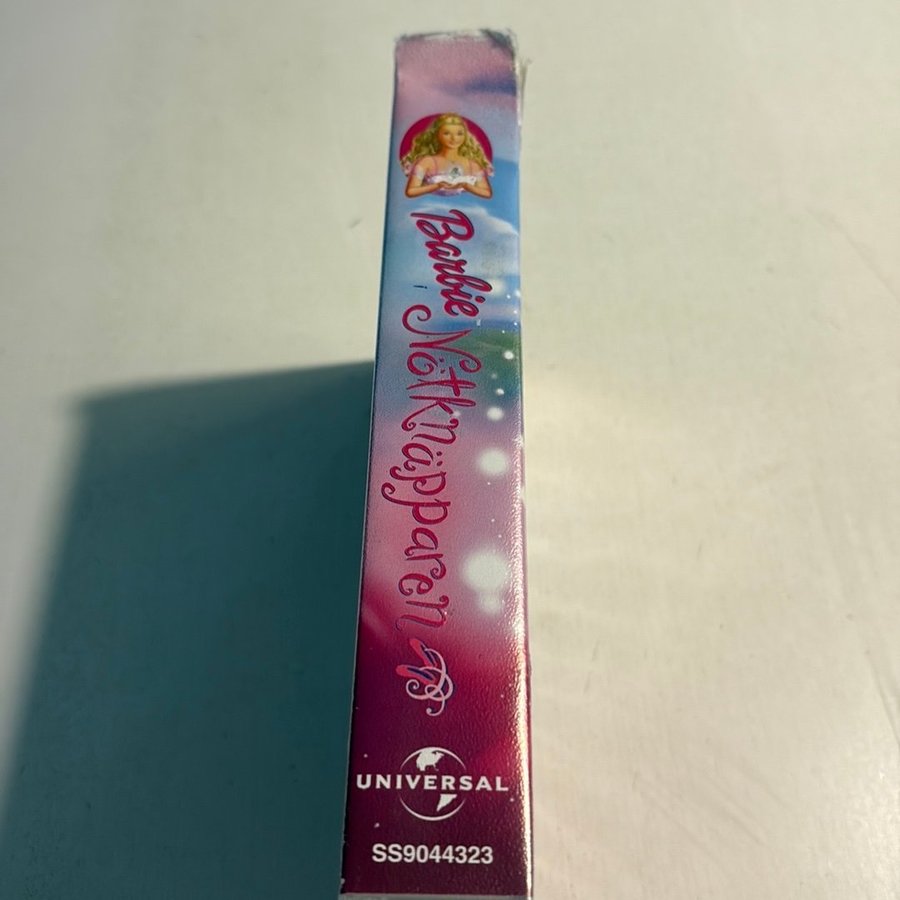 Barbie
Nötknäpparen
UNIVERSAL
SS9044323